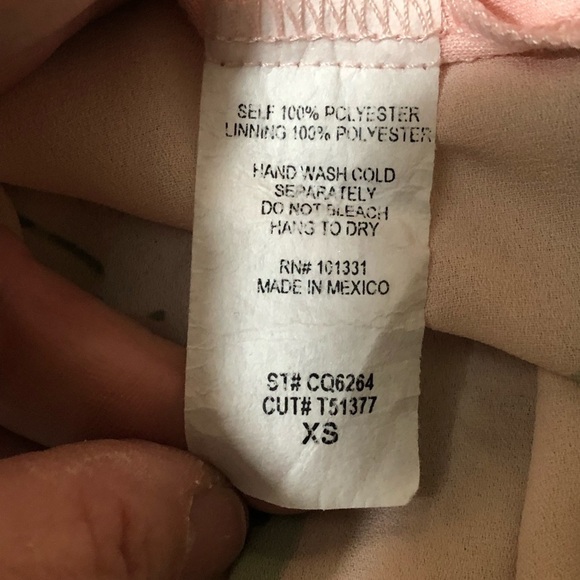 SELF 100% POLYESTER
LINNING 100% POLYESTER
HAND WASH COLD
SEPARATELY
DO NOT BLEACH
HANG TO DRY
RN# 101331
MADE IN MEXICO
ST# CQ6264
CUT# T51377
XS